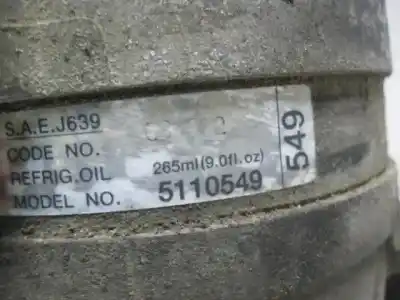 S.A.E.J639
CODE NO.
REFRIG.OIL 265ml(9.0fl.oz)
MODEL NO. 5110549
549